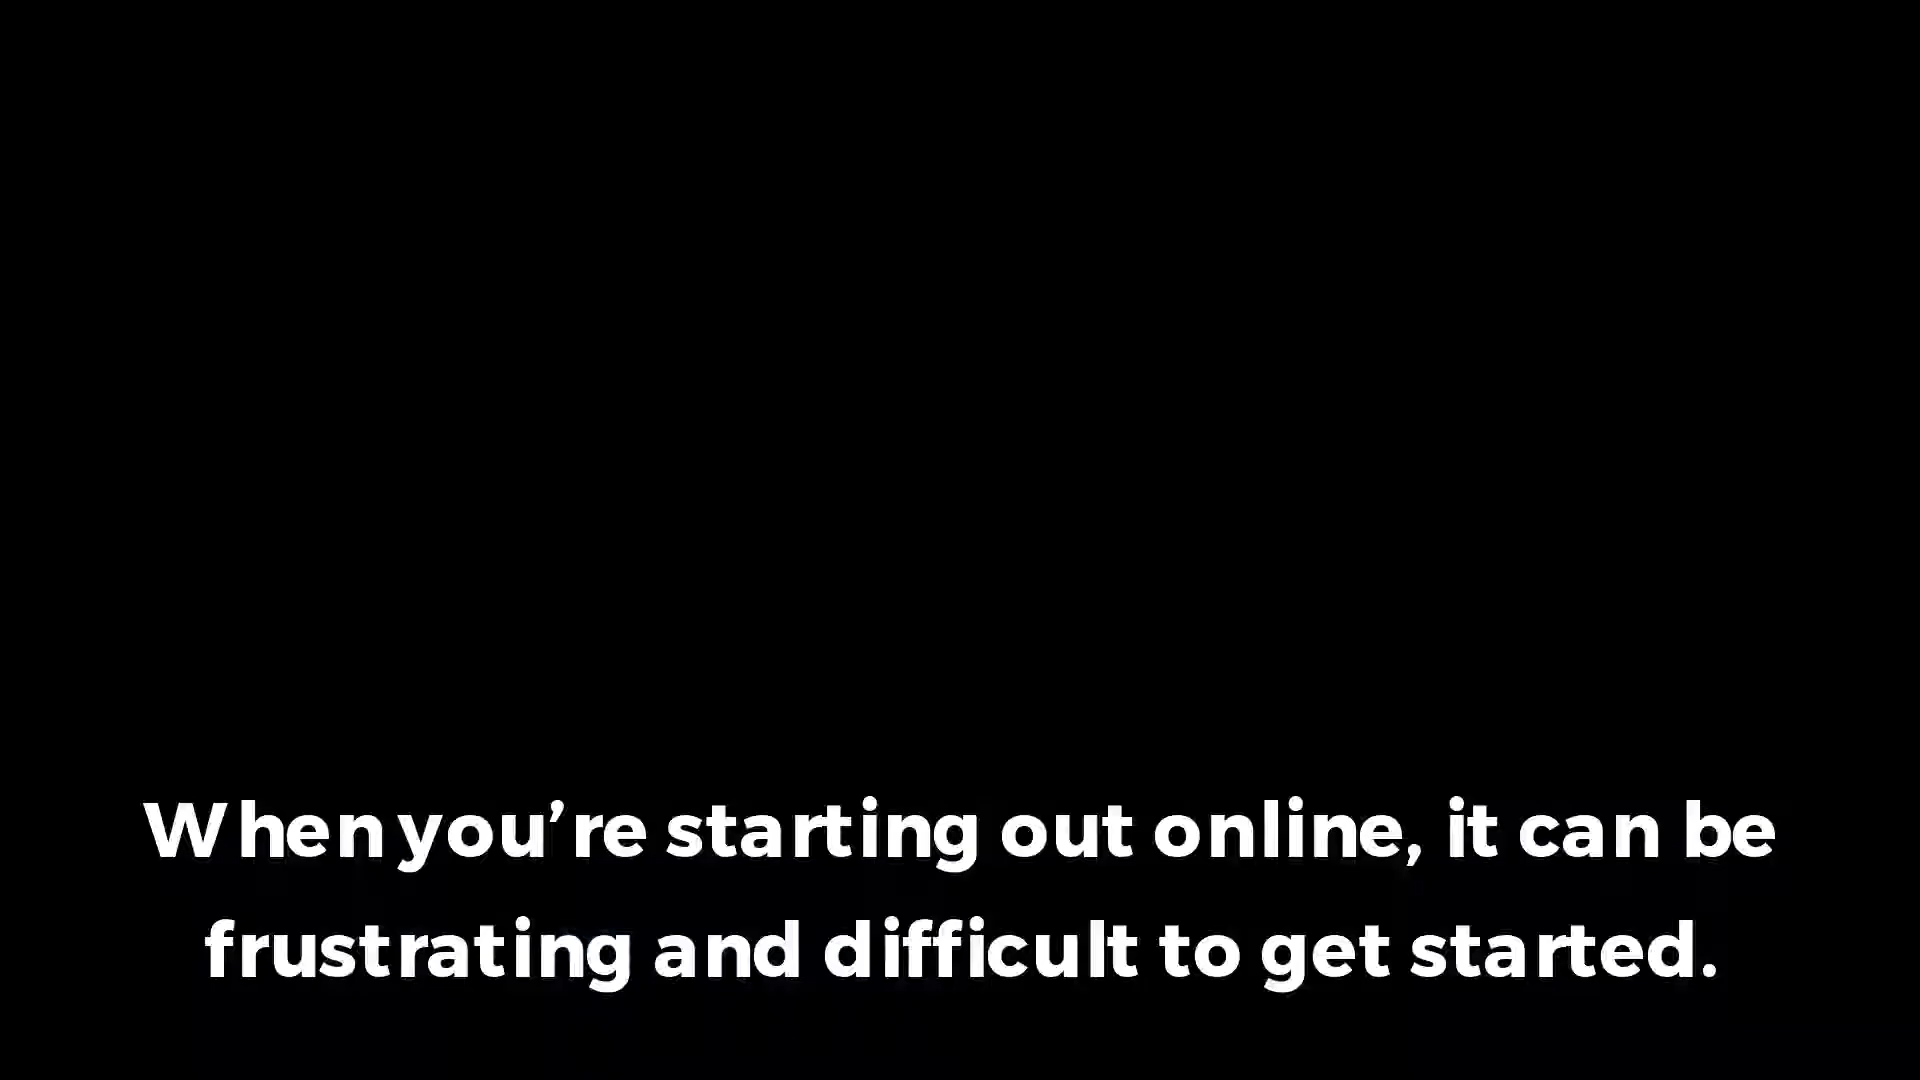 When you’re starting out online, it can be
frustrating and difficult to get started.